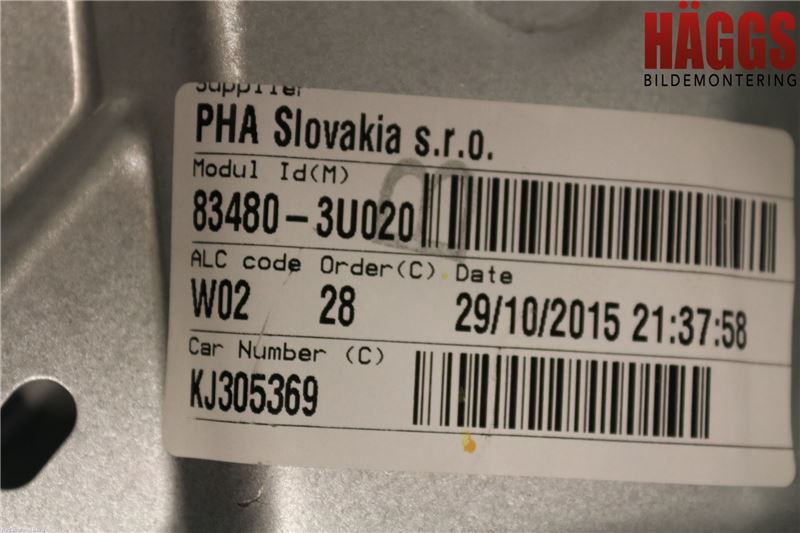 HÄGGS
BILDEMONTERING
Supplier
PHA Slovakia s.r.o.
Modul Id(M)
83480-3U020
ALC code Order(C) Date
W02 28 29/10/2015 21:37:58
Car Number (C)
KJ305369